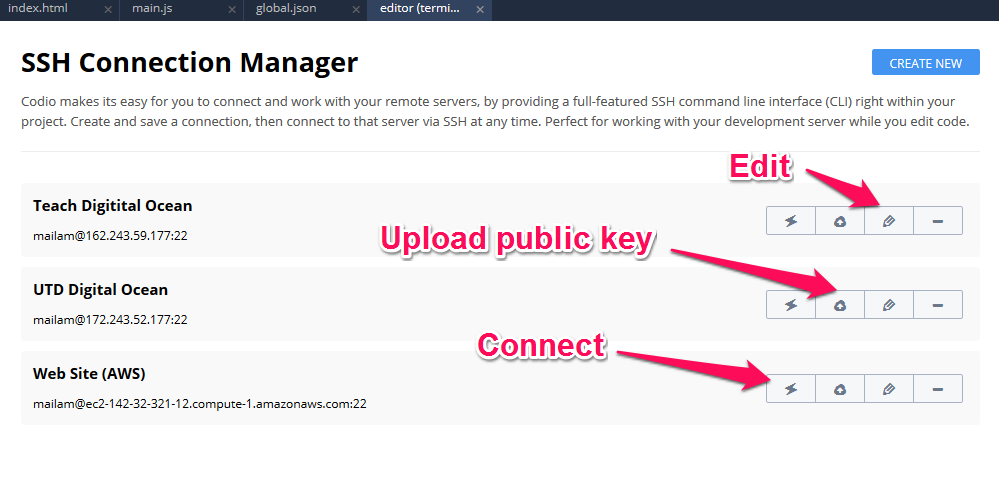 index.html
main.js
global.json
editor (termi...
SSH Connection Manager
CREATE NEW
Codio makes its easy for you to connect and work with your remote servers, by providing a full-featured SSH command line interface (CLI) right within your
project. Create and save a connection, then connect to that server via SSH at any time. Perfect for working with your development server while you edit code.
Edit
Teach Digitital Ocean
mailam@162.243.59.177:22
Upload public key
UTD Digital Ocean
mailam@172.243.52.177:22
Connect
Web Site (AWS)
mailam@ec2-142-32-321-12.compute-1.amazonaws.com:22